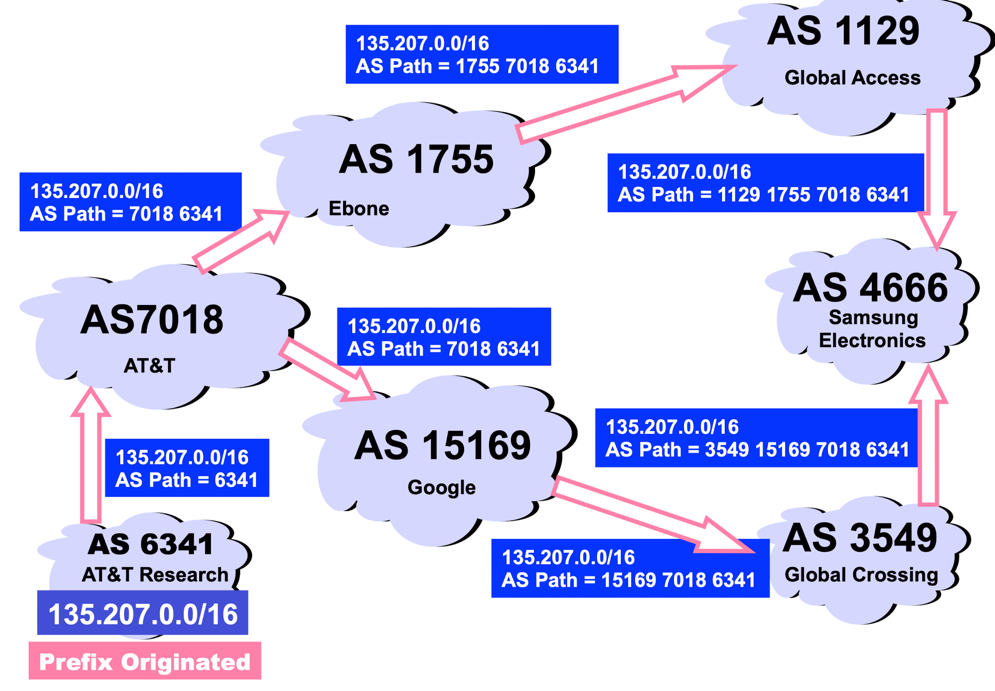 135.207.0.0/16
AS Path = 1755 7018 6341
AS 1129
Global Access
AS 1755
Ebone
135.207.0.0/16
AS Path = 1129 1755 7018 6341
135.207.0.0/16
AS Path = 7018 6341
AS 4666
Samsung
Electronics
AS7018
AT&T
135.207.0.0/16
AS Path = 7018 6341
AS 15169
Google
135.207.0.0/16
AS Path = 3549 15169 7018 6341
135.207.0.0/16
AS Path = 6341
AS 3549
Global Crossing
135.207.0.0/16
AS Path = 15169 7018 6341
AS 6341
AT&T Research
135.207.0.0/16
Prefix Originated